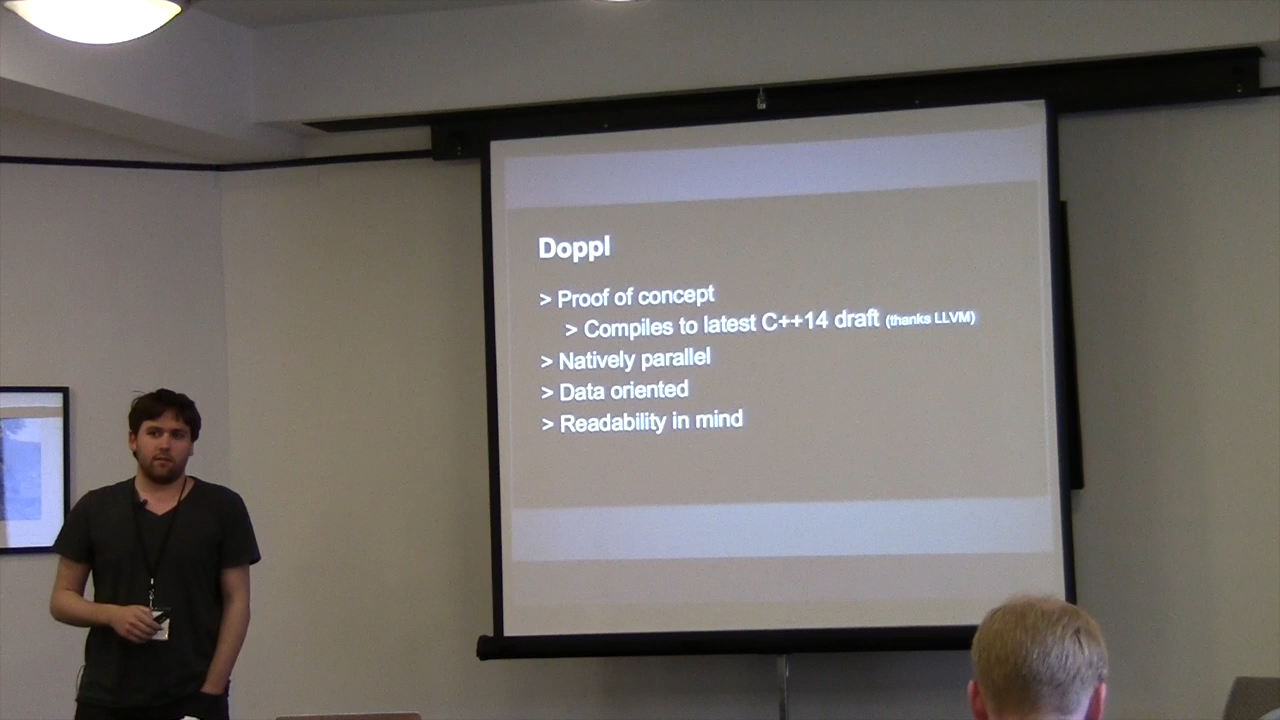 Doppl
> Proof of concept
> Compiles to latest C++14 draft (thanks LLVM)
> Natively parallel
> Data oriented
> Readability in mind